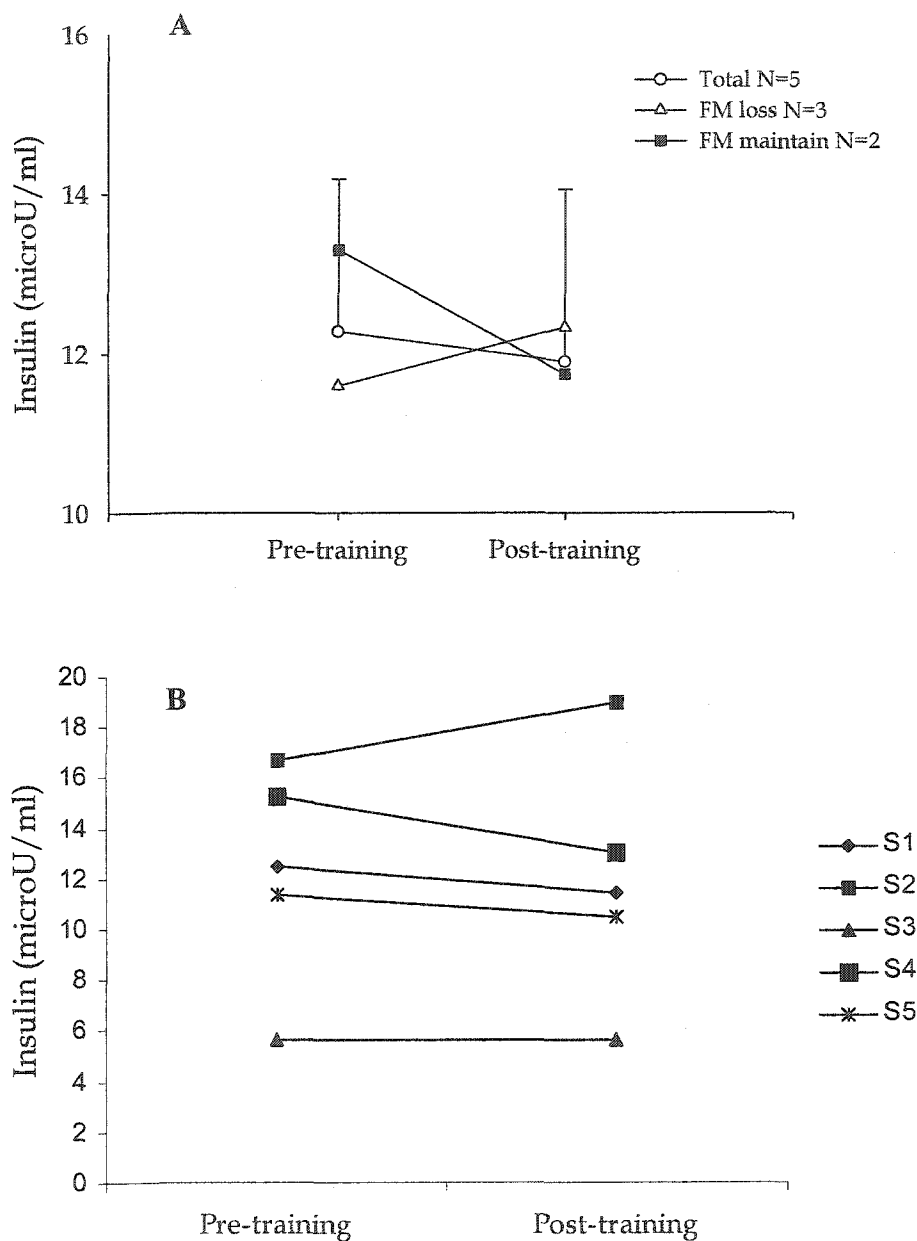 A
16
14
12
10
Insulin (microU/ml)
Total N=5
FM loss N=3
FM maintain N=2
Pre-training Post-training
B
20
18
16
14
12
10
8
6
4
2
0
Insulin (microU/ml)
S1
S2
S3
S4
S5
Pre-training Post-training